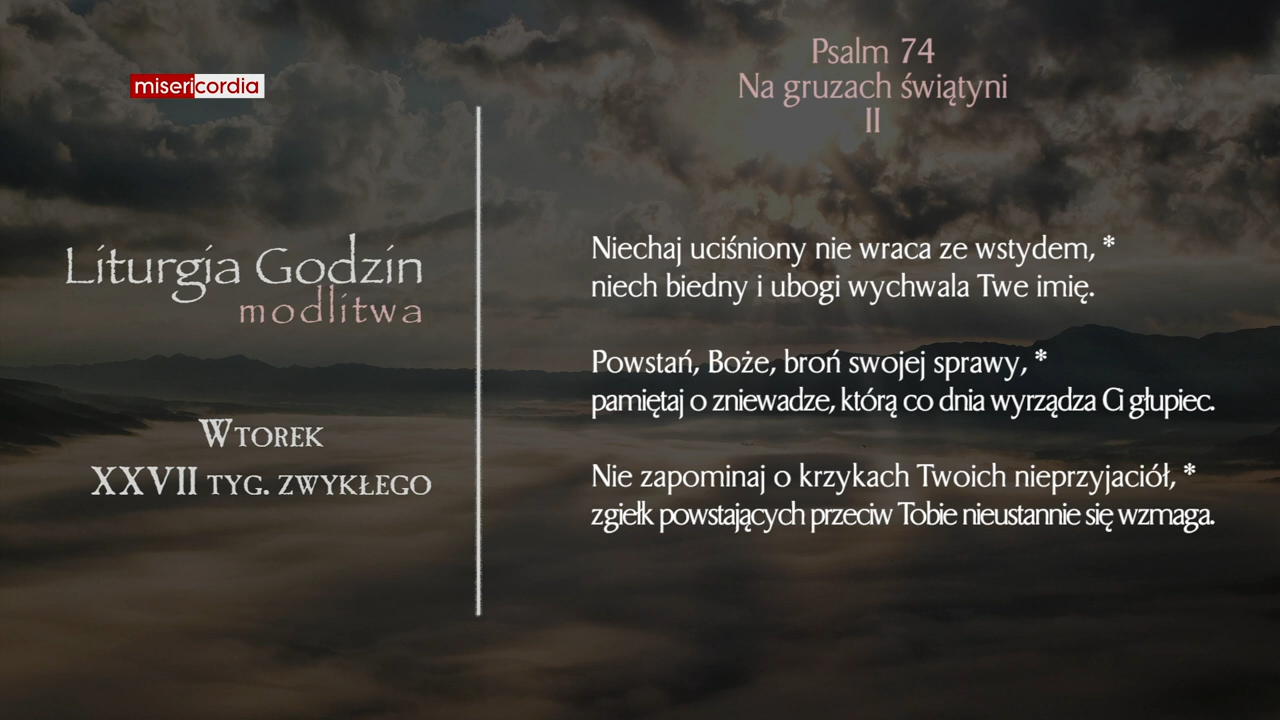 misericordia
Liturgia Godzin
modlitwa
Wtorek
XXVII tyg. zwykłego
Psalm 74
Na gruzach świątyni
II
Niechaj uciśniony nie wraca ze wstydem, *
niech biedny i ubogi wychwala Twe imię.
Powstań, Boże, broń swojej sprawy, *
pamiętaj o zniewadze, którą co dnia wyrządza Ci głupiec.
Nie zapominaj o krzykach Twoich nieprzyjaciół, *
zgiełk powstających przeciw Tobie nieustannie się wzmaga.